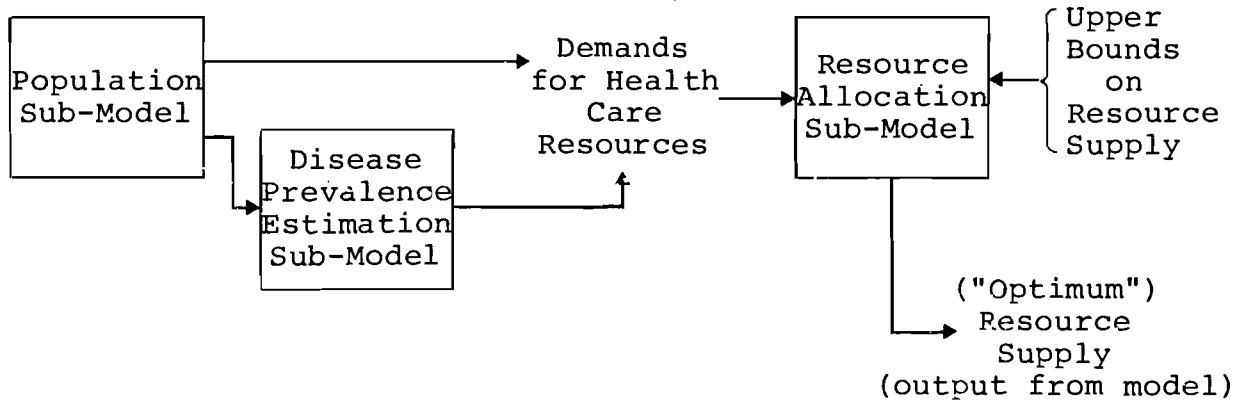 Population
Sub-Model
Disease
Prevalence
Estimation
Sub-Model
Demands
for Health
Care
Resources
Resource
Allocation
Sub-Model
Upper
Bounds
on
Resource
Supply
("Optimum")
Resource
Supply
(output from model)